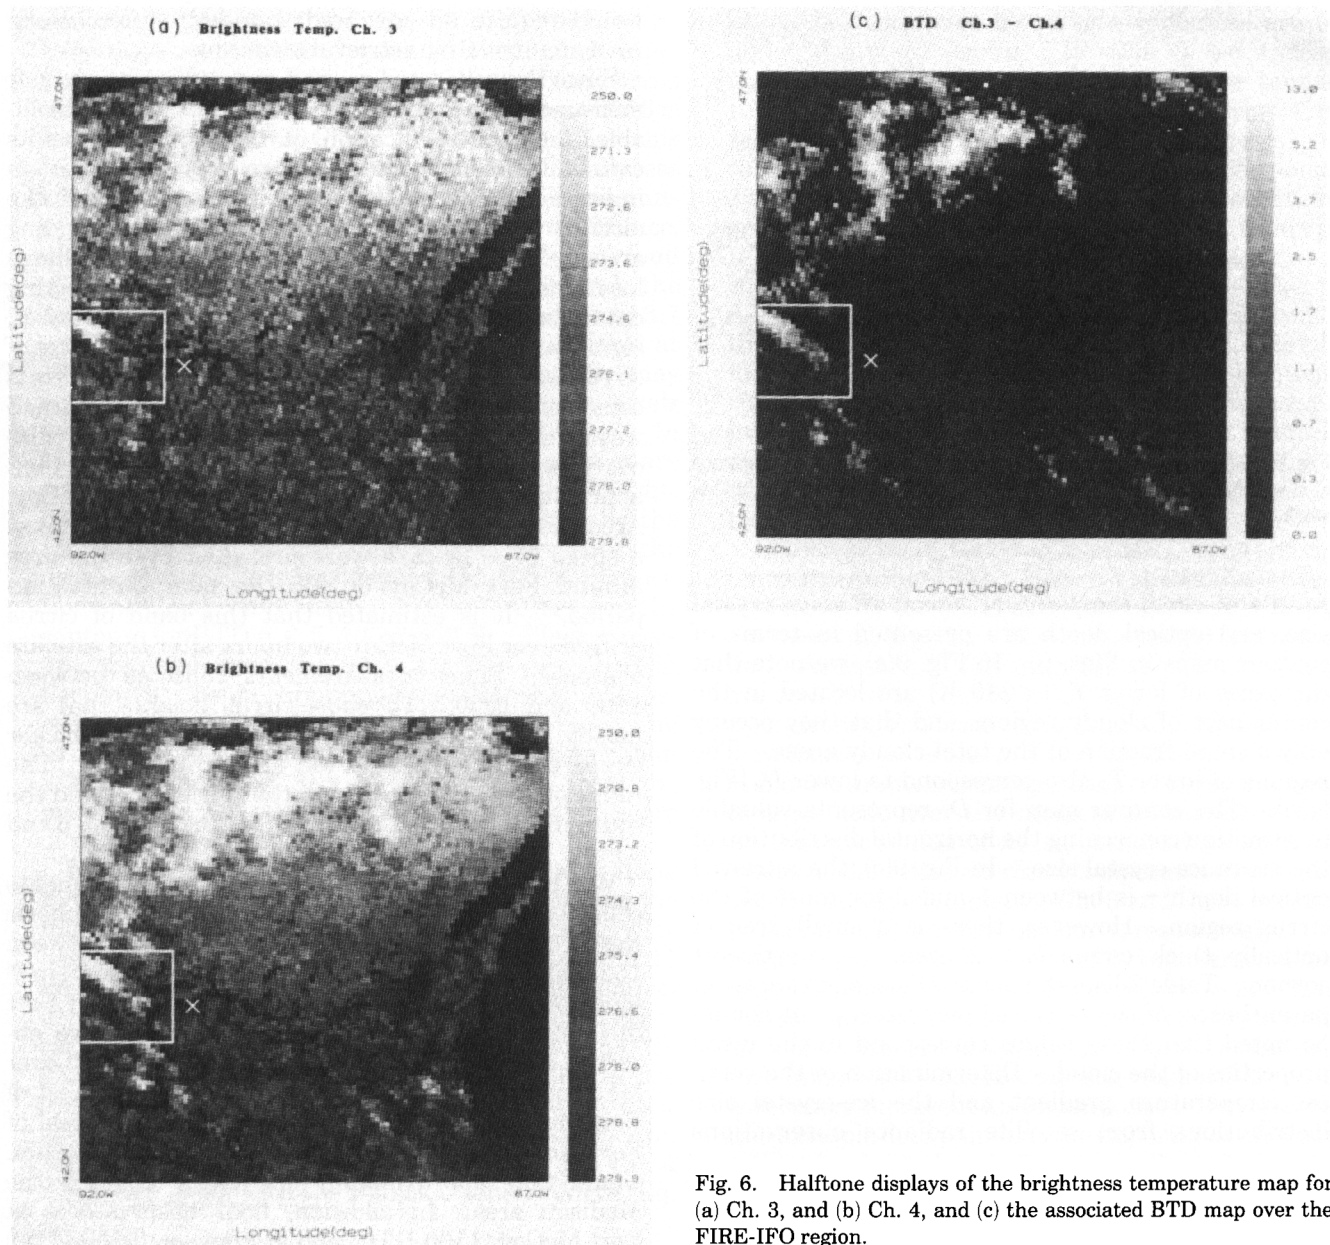 (a) Brightness Temp. Ch. 3
47.0N
250.0
271.3
272.6
273.6
274.6
276.1
277.2
278.0
279.8
Latitude(deg)
42.0N
92.0W
87.0W
Longitude(deg)
(c) BTD Ch.3 - Ch.4
47.0N
13.0
5.2
3.7
2.5
1.7
1.1
0.7
0.3
0.0
Latitude(deg)
42.0N
92.0W
87.0W
Longitude(deg)
(b) Brightness Temp. Ch. 4
47.0N
250.0
270.8
273.2
274.3
275.4
276.6
278.0
278.8
279.9
Latitude(deg)
42.0N
92.0W
87.0W
Longitude(deg)
Fig. 6. Halftone displays of the brightness temperature map for
(a) Ch. 3, and (b) Ch. 4, and (c) the associated BTD map over the
FIRE-IFO region.